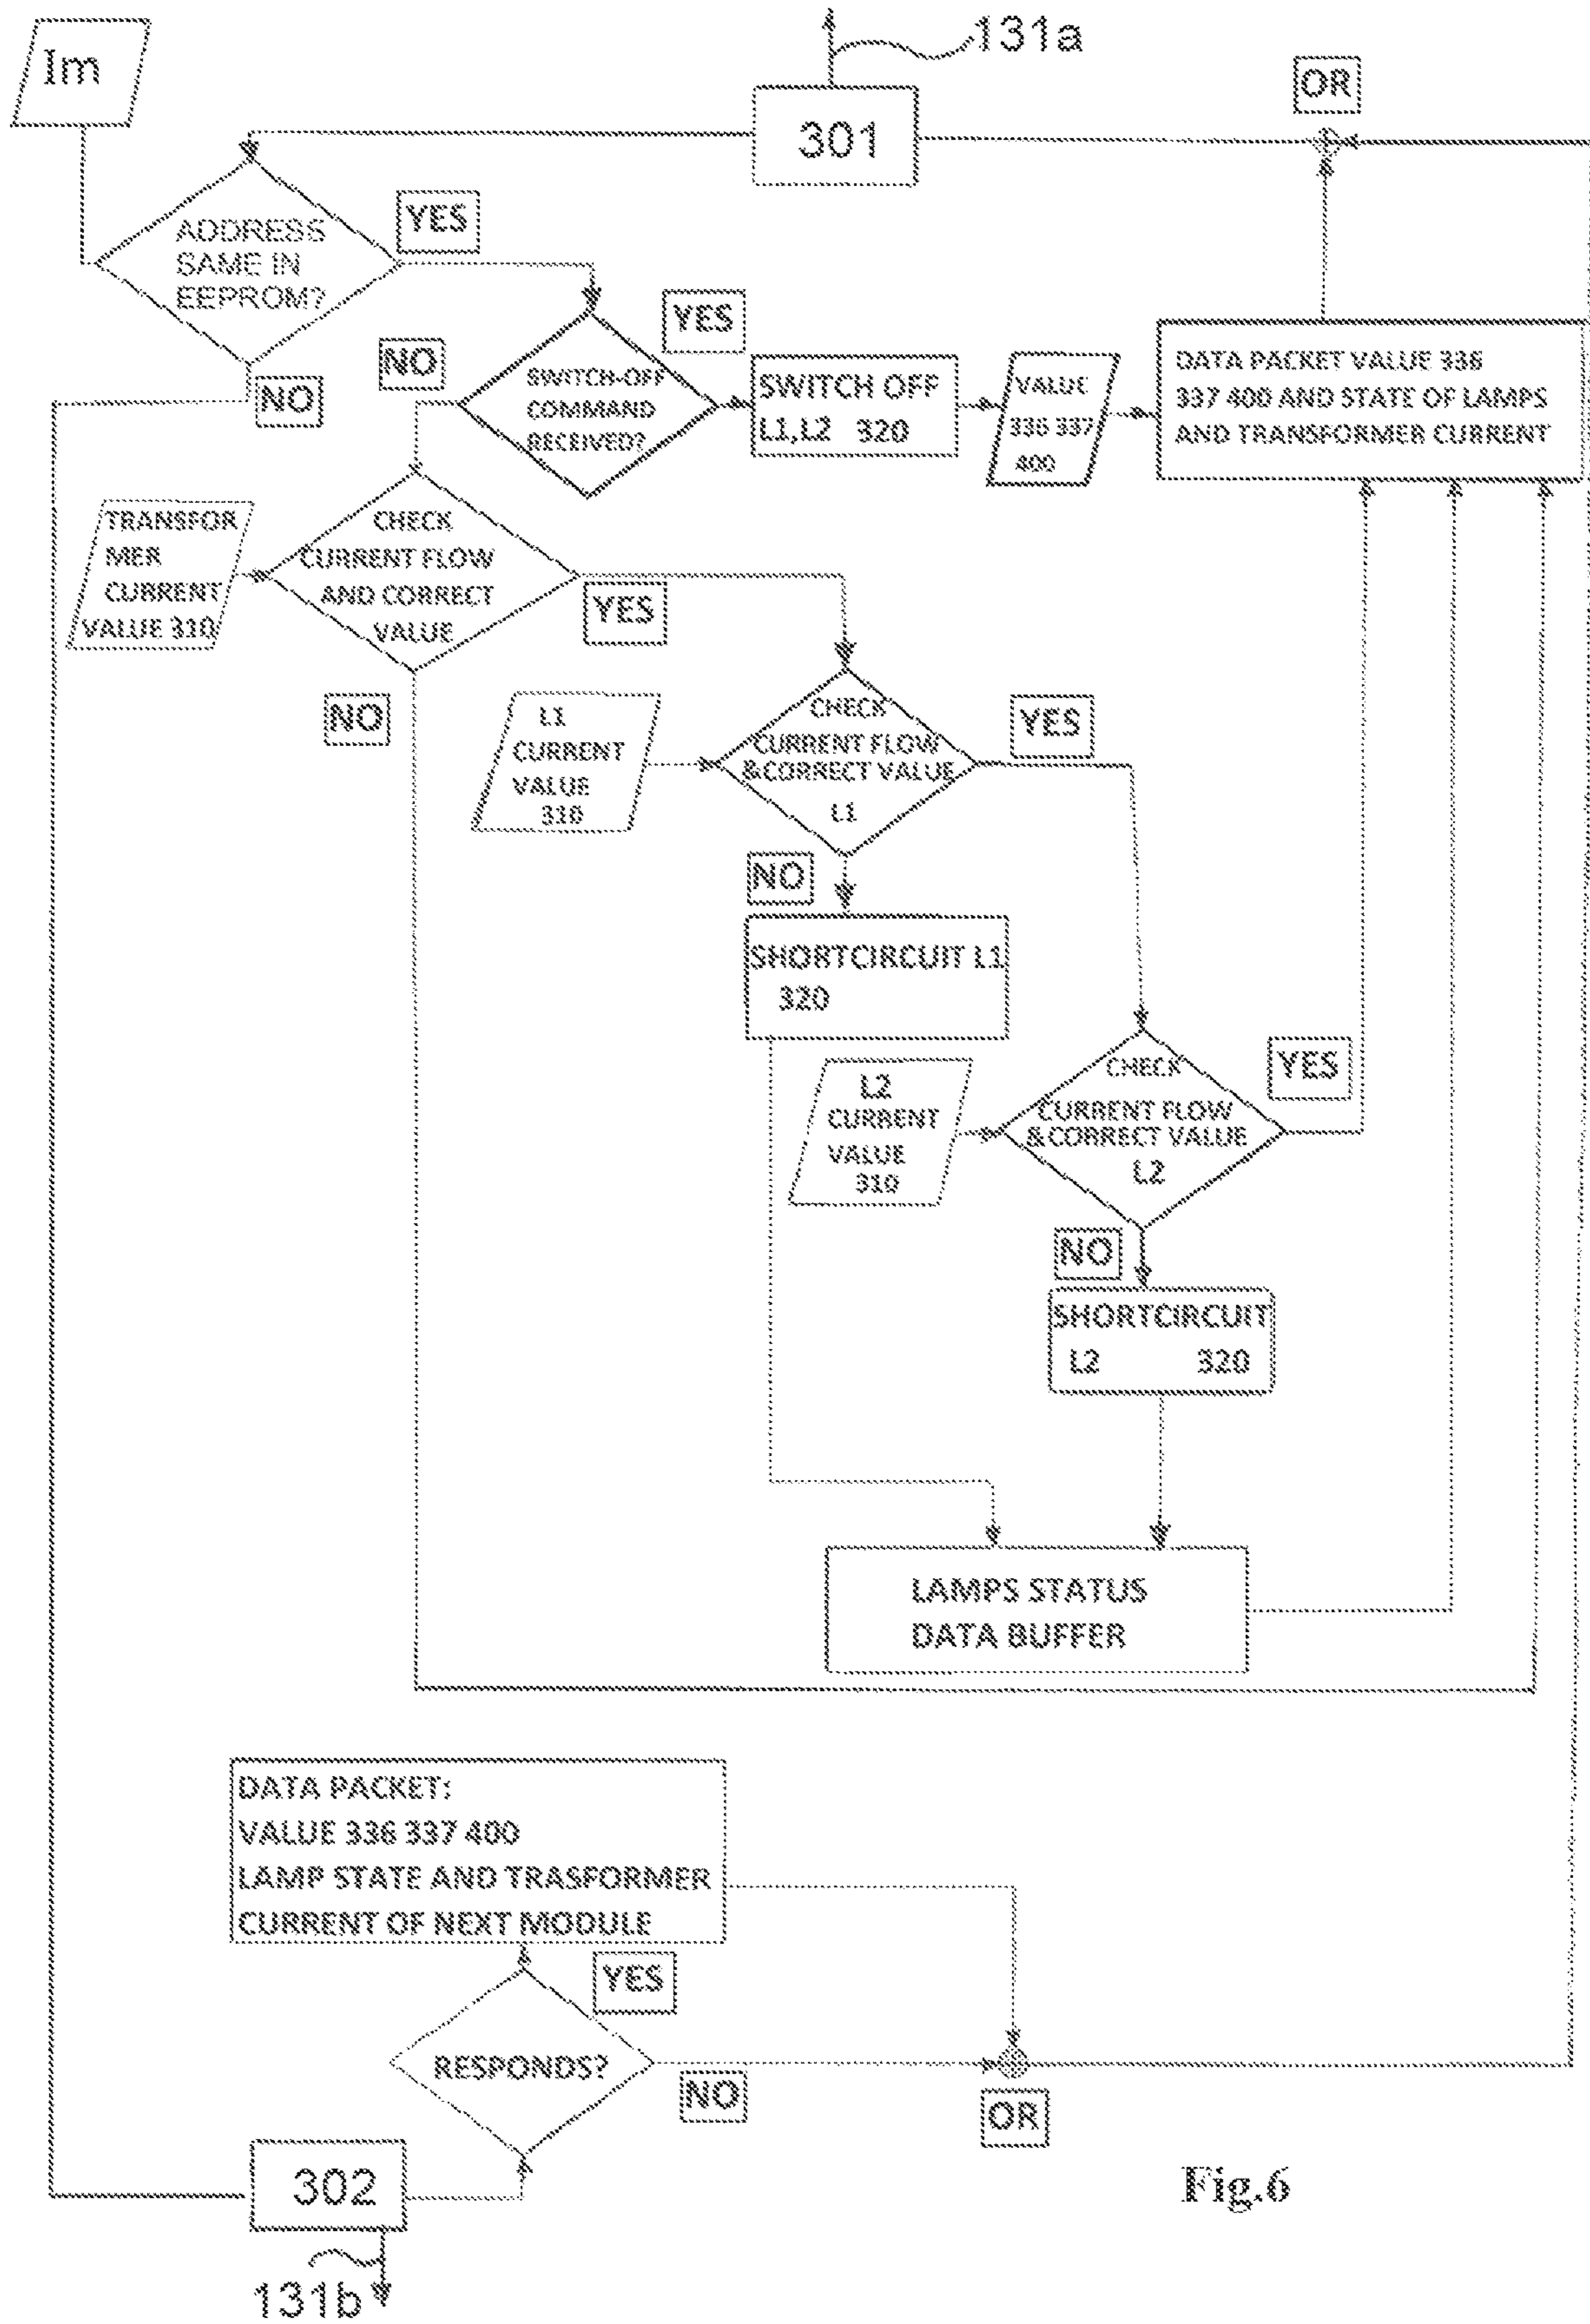 Im
131a
OR
301
ADDRESS
SAME IN
EEPROM?
YES
NO
YES
NO
SWITCH-OFF
COMMAND
RECEIVED?
SWITCH OFF
L1,L2 320
VALUE
336 337
400
DATA PACKET VALUE 336
337 400 AND STATE OF LAMPS
AND TRANSFORMER CURRENT
TRANSFOR
MER
CURRENT
VALUE 310
CHECK
CURRENT FLOW
AND CORRECT
VALUE
YES
NO
L1
CURRENT
VALUE
310
CHECK
CURRENT FLOW
&CORRECT VALUE
L1
YES
NO
SHORTCIRCUIT L1
320
L2
CURRENT
VALUE
310
CHECK
CURRENT FLOW
&CORRECT VALUE
L2
YES
NO
SHORTCIRCUIT
L2 320
LAMPS STATUS
DATA BUFFER
DATA PACKET:
VALUE 336 337 400
LAMP STATE AND TRASFORMER
CURRENT OF NEXT MODULE
YES
RESPONDS?
NO
OR
302
131b
Fig.6